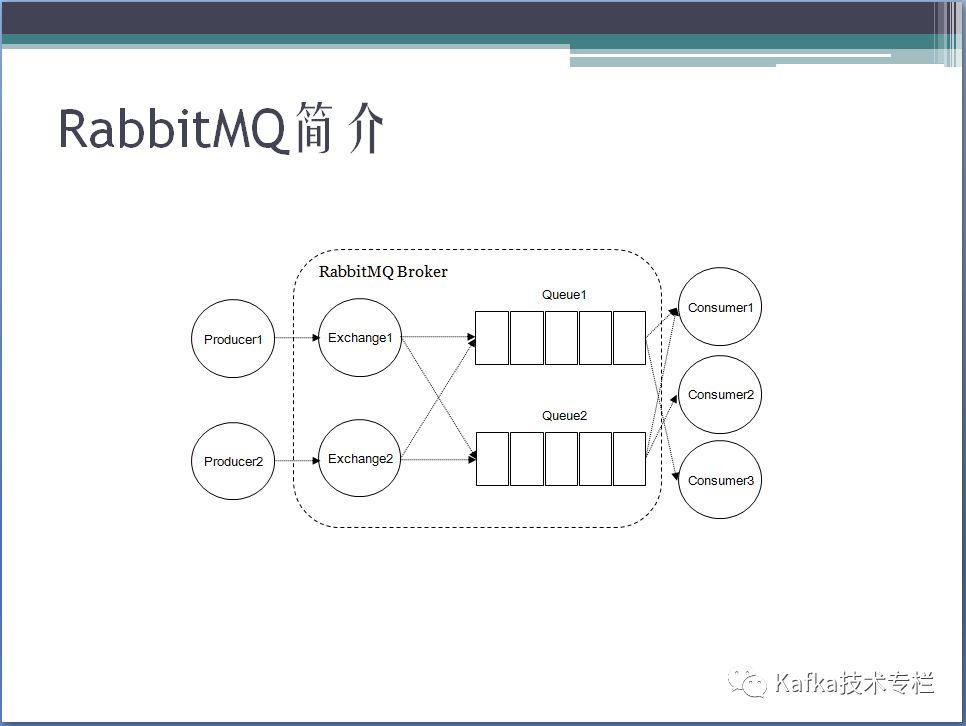 RabbitMQ简介
RabbitMQ Broker
Queue1
Producer1
Exchange1
Consumer1
Consumer2
Queue2
Producer2
Exchange2
Consumer3
Kafka技术专栏